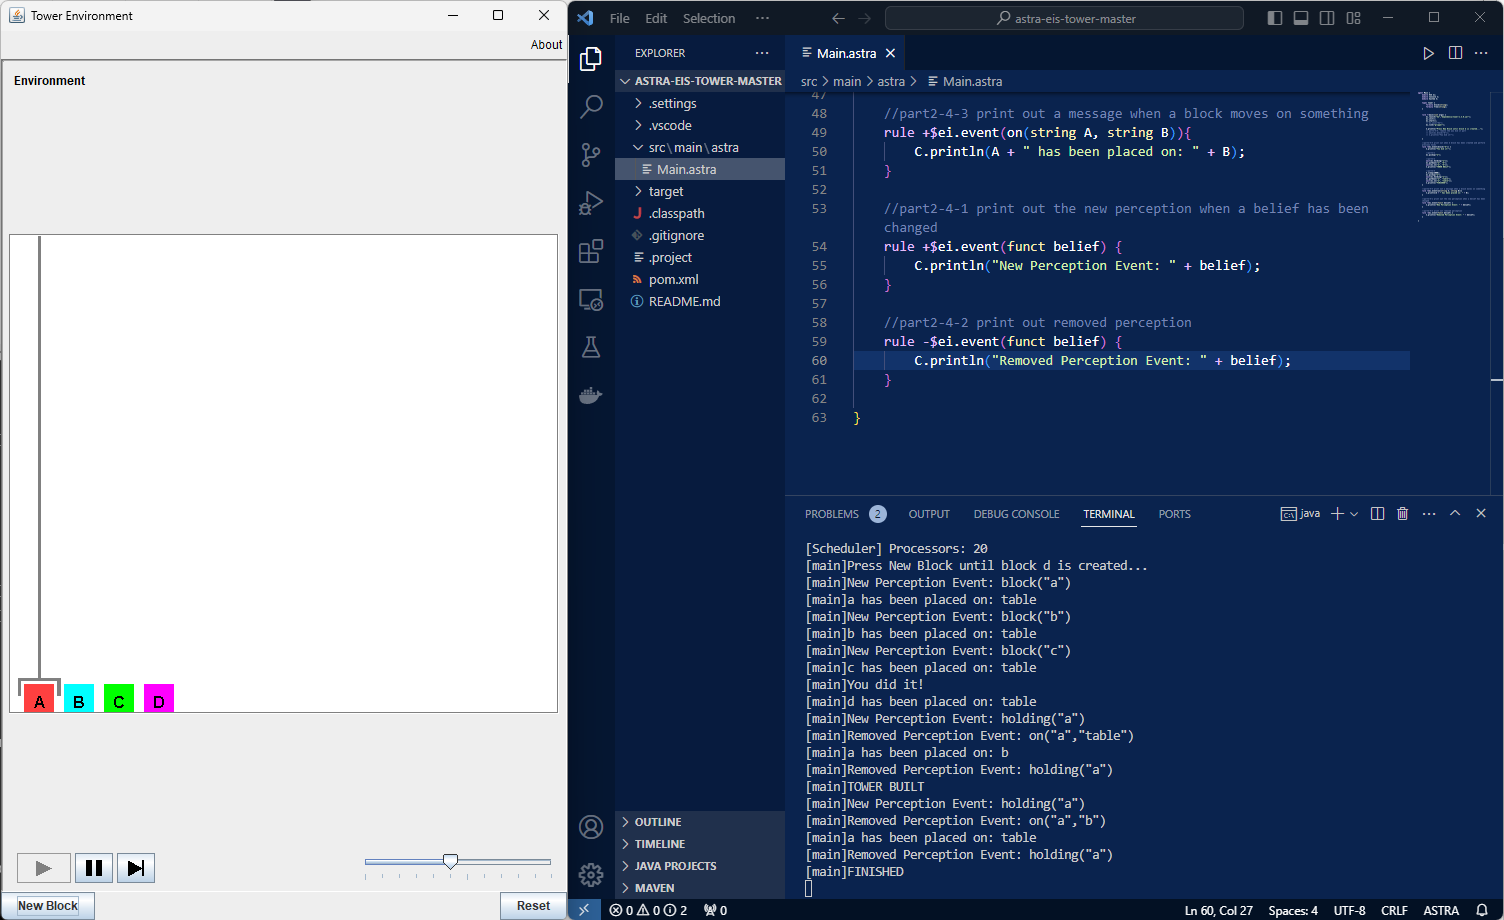 Tower Environment
About
Environment
A B C D
New Block
Reset
File Edit Selection ···
astra-eis-tower-master
EXPLORER ···
ASTRA-EIS-TOWER-MASTER
.settings
.vscode
src\main\astra
Main.astra
target
.classpath
.gitignore
.project
pom.xml
README.md
OUTLINE
TIMELINE
JAVA PROJECTS
MAVEN
Main.astra
src > main > astra > Main.astra
47
48 //part2-4-3 print out a message when a block moves on something
49 rule +$ei.event(on(string A, string B)){
50 C.println(A + " has been placed on: " + B);
51 }
52
53 //part2-4-1 print out the new perception when a belief has been
changed
54 rule +$ei.event(funct belief) {
55 C.println("New Perception Event: " + belief);
56 }
57
58 //part2-4-2 print out removed perception
59 rule -$ei.event(funct belief) {
60 C.println("Removed Perception Event: " + belief);
61 }
62
63 }
PROBLEMS 2 OUTPUT DEBUG CONSOLE TERMINAL PORTS java
[Scheduler] Processors: 20
[main]Press New Block until block d is created...
[main]New Perception Event: block("a")
[main]a has been placed on: table
[main]New Perception Event: block("b")
[main]b has been placed on: table
[main]New Perception Event: block("c")
[main]c has been placed on: table
[main]You did it!
[main]d has been placed on: table
[main]New Perception Event: holding("a")
[main]Removed Perception Event: on("a","table")
[main]a has been placed on: b
[main]Removed Perception Event: holding("a")
[main]TOWER BUILT
[main]New Perception Event: holding("a")
[main]Removed Perception Event: on("a","b")
[main]a has been placed on: table
[main]Removed Perception Event: holding("a")
[main]FINISHED
0 0 2 0 Ln 60, Col 27 Spaces: 4 UTF-8 CRLF ASTRA